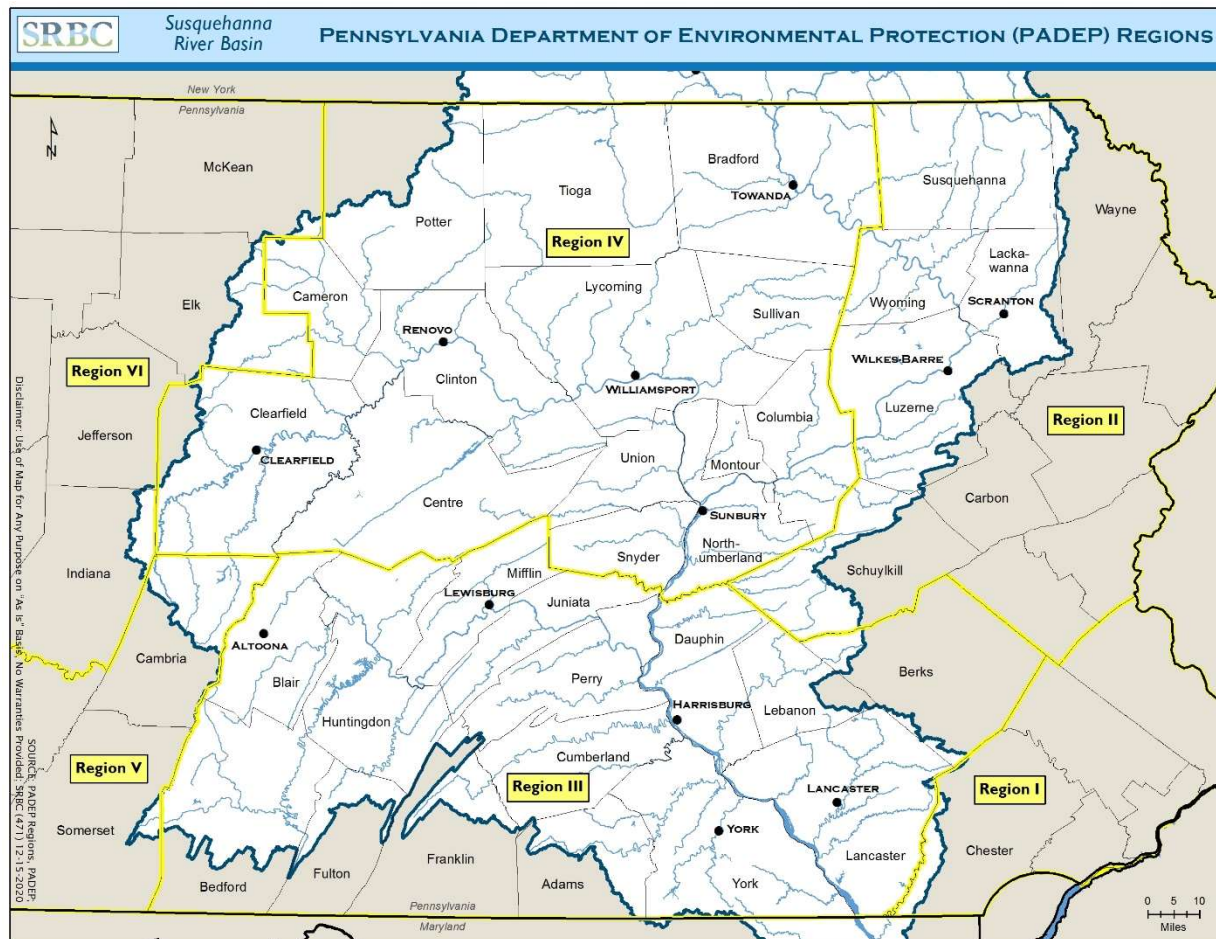 SRBC
Susquehanna
River Basin
PENNSYLVANIA DEPARTMENT OF ENVIRONMENTAL PROTECTION (PADEP) REGIONS
New York
Pennsylvania
N
McKean
Bradford
Tioga
TOWANDA
Susquehanna
Wayne
Potter
Region IV
Lacka-
wanna
Elk
Cameron
Lycoming
Sullivan
Wyoming
SCRANTON
RENOVO
Region VI
Clinton
WILLIAMSPORT
WILKES-BARRE
Clearfield
Columbia
Luzerne
Region II
Jefferson
CLEARFIELD
Union
Montour
Centre
Carbon
SUNBURY
Indiana
Snyder
North-
umberland
Schuylkill
Mifflin
LEWISBURG
Juniata
ALTOONA
Dauphin
Cambria
Berks
Blair
Perry
Huntingdon
HARRISBURG
Lebanon
Cumberland
Region V
Region III
LANCASTER
Region I
Somerset
YORK
Franklin
Lancaster
Chester
Fulton
Bedford
Adams
York
Pennsylvania
Maryland
0 5 10
Miles
SOURCE: PADEP Regions, PADEP;
Disclaimer: Use of Map for Any Purpose on "As Is" Basis; No Warranties Provided; SRBC (471) 12-15-2020